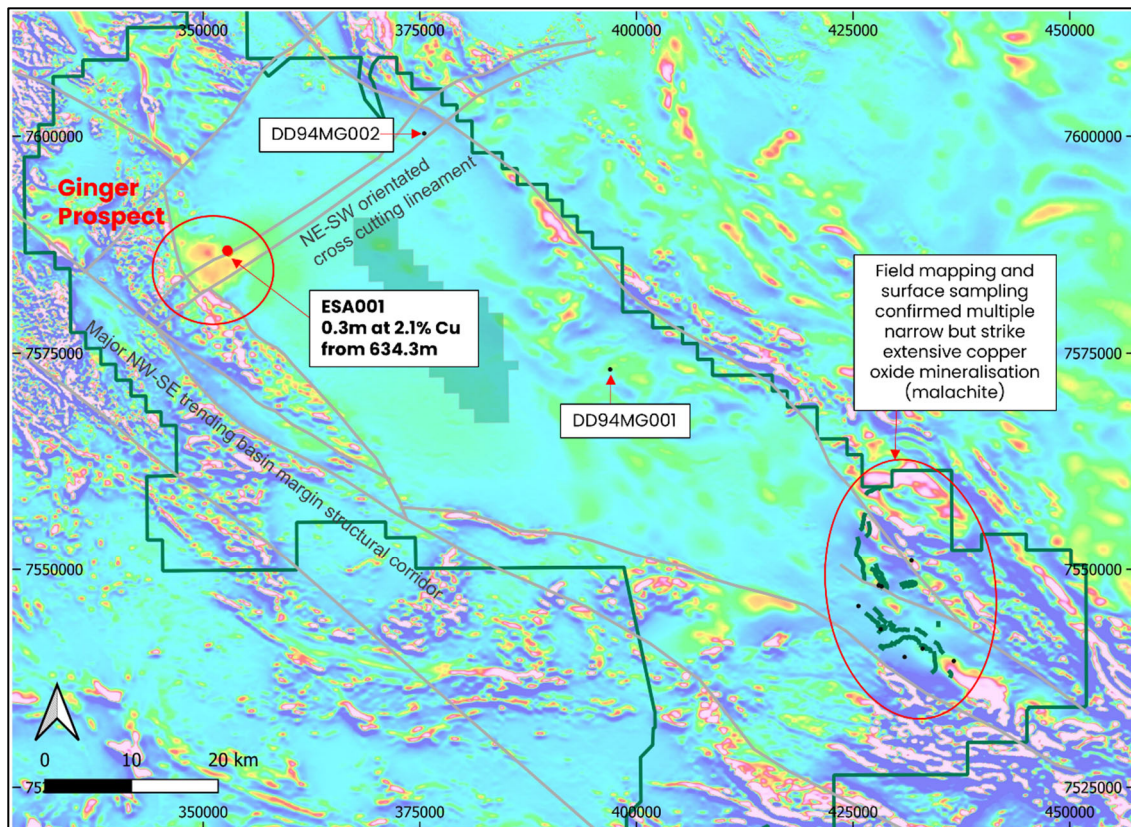 350000
375000
400000
425000
450000
7600000
7600000
DD94MG002
Ginger
Prospect
NE-SW orientated
cross cutting lineament
Field mapping and
surface sampling
confirmed multiple
narrow but strike
extensive copper
oxide mineralisation
(malachite)
ESA001
0.3m at 2.1% Cu
from 634.3m
7575000
7575000
Major NW-SE trending basin margin structural corridor
DD94MG001
7550000
7550000
0
10
20 km
7525000
350000
375000
400000
425000
450000